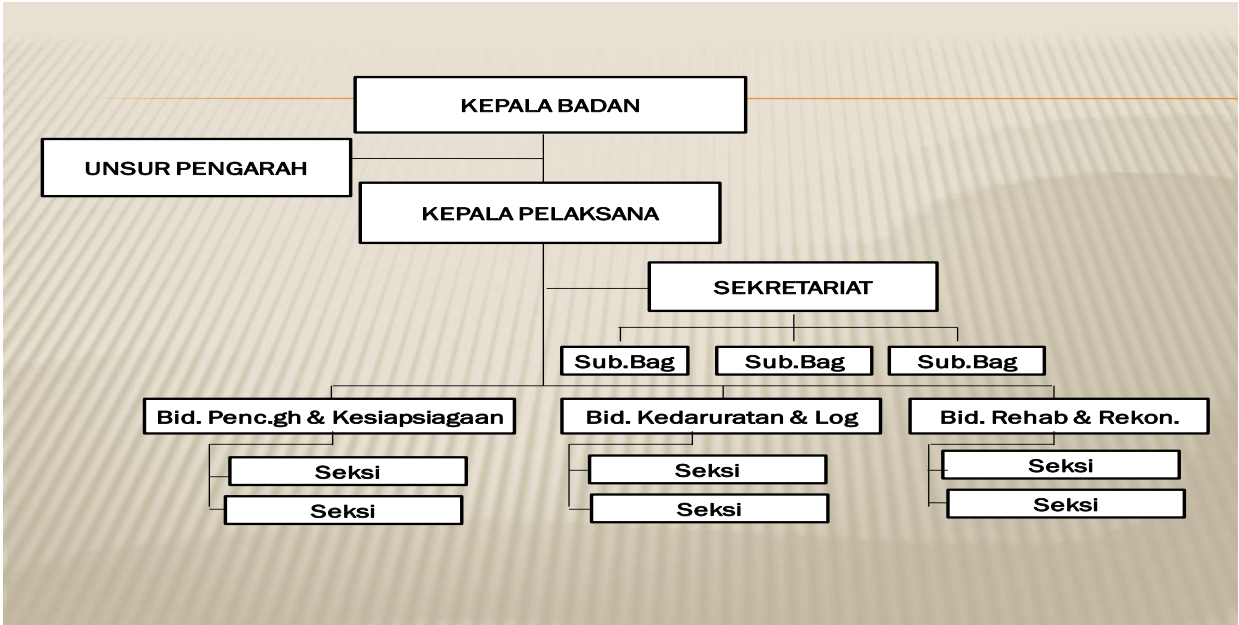 KEPALA BADAN
UNSUR PENGARAH
KEPALA PELAKSANA
SEKRETARIAT
Sub.Bag
Sub.Bag
Sub.Bag
Bid. Penc.gh & Kesiapsiagaan
Bid. Kedaruratan & Log
Bid. Rehab & Rekon.
Seksi
Seksi
Seksi
Seksi
Seksi
Seksi